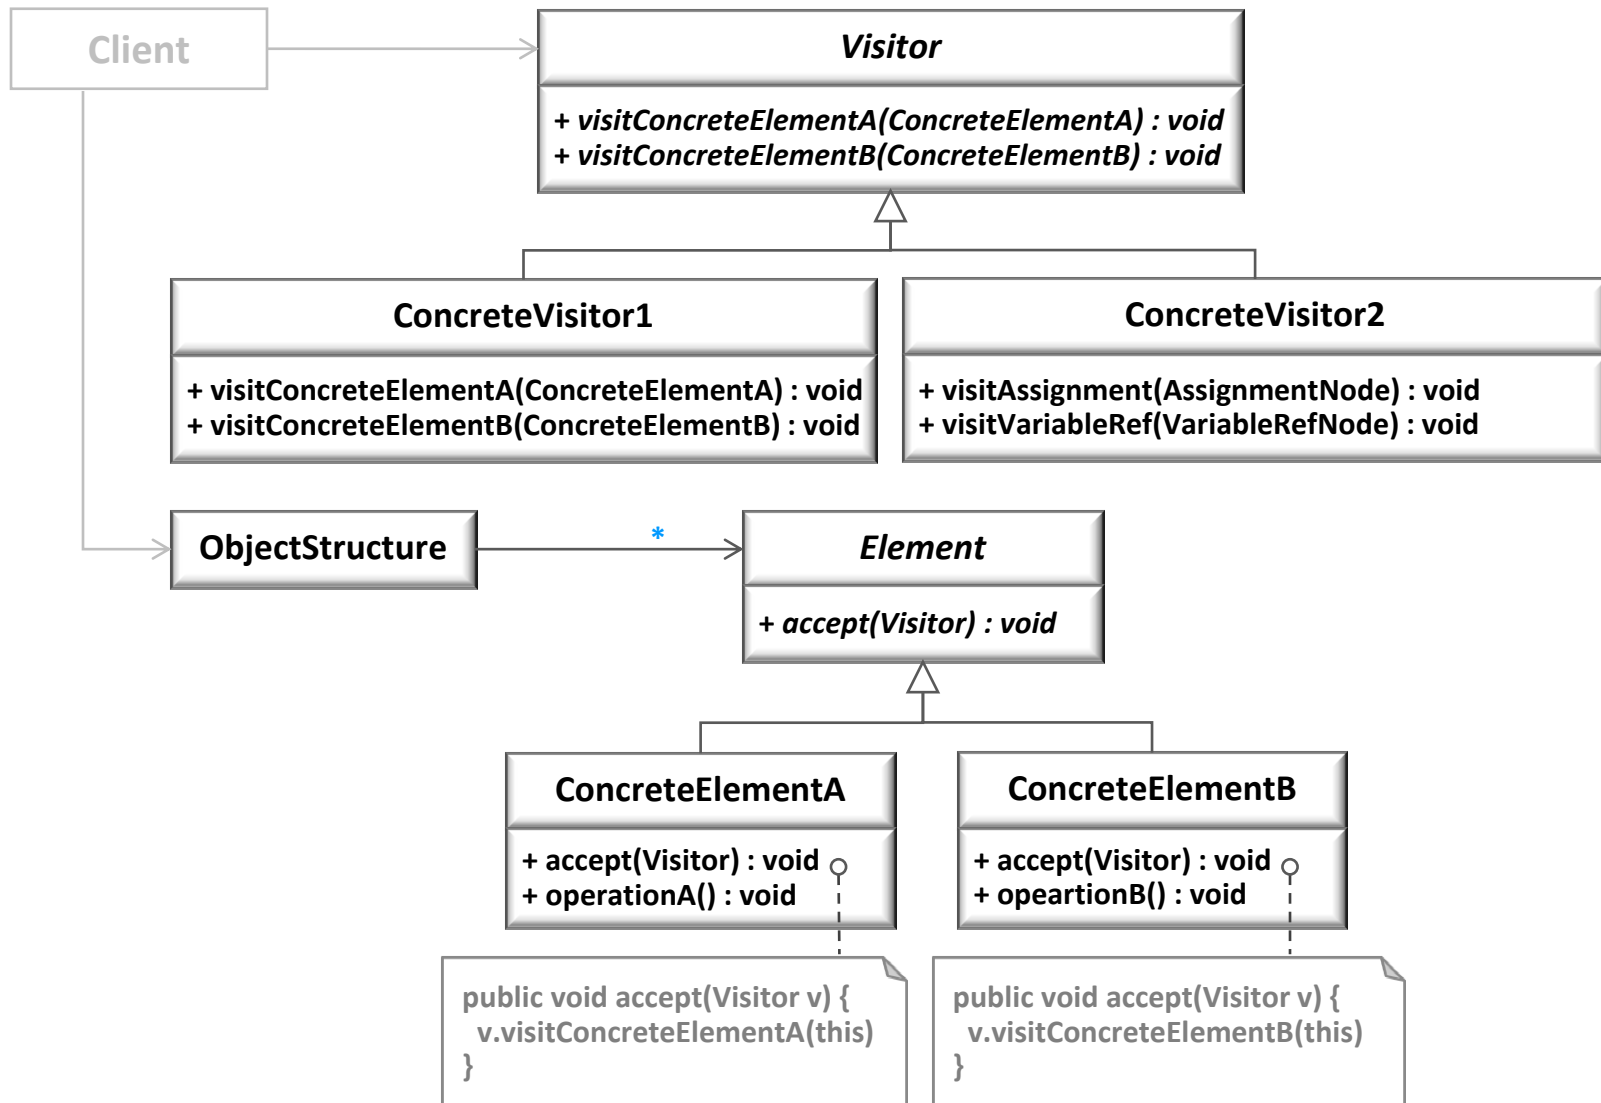 Client
Visitor
+ visitConcreteElementA(ConcreteElementA) : void
+ visitConcreteElementB(ConcreteElementB) : void
ConcreteVisitor1
+ visitConcreteElementA(ConcreteElementA) : void
+ visitConcreteElementB(ConcreteElementB) : void
ConcreteVisitor2
+ visitAssignment(AssignmentNode) : void
+ visitVariableRef(VariableRefNode) : void
ObjectStructure
*
Element
+ accept(Visitor) : void
ConcreteElementA
+ accept(Visitor) : void
+ operationA() : void
ConcreteElementB
+ accept(Visitor) : void
+ opeartionB() : void
public void accept(Visitor v) {
v.visitConcreteElementA(this)
}
public void accept(Visitor v) {
v.visitConcreteElementB(this)
}